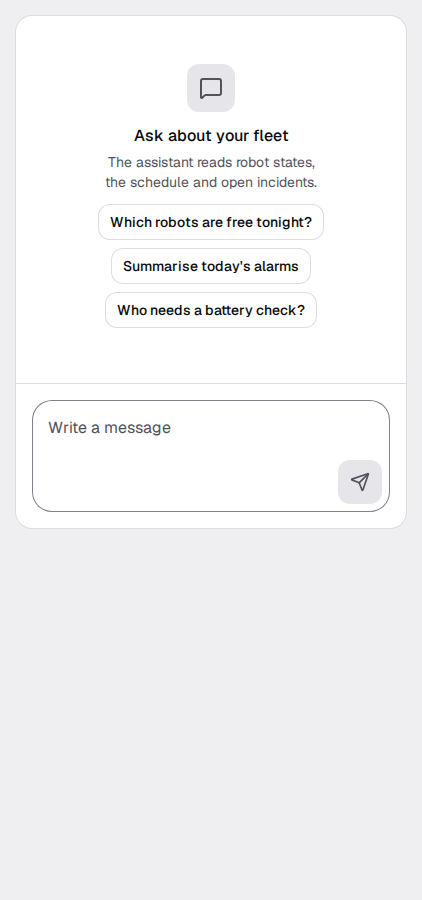 Ask about your fleet
The assistant reads robot states,
the schedule and open incidents.
Which robots are free tonight?
Summarise today's alarms
Who needs a battery check?
Write a message